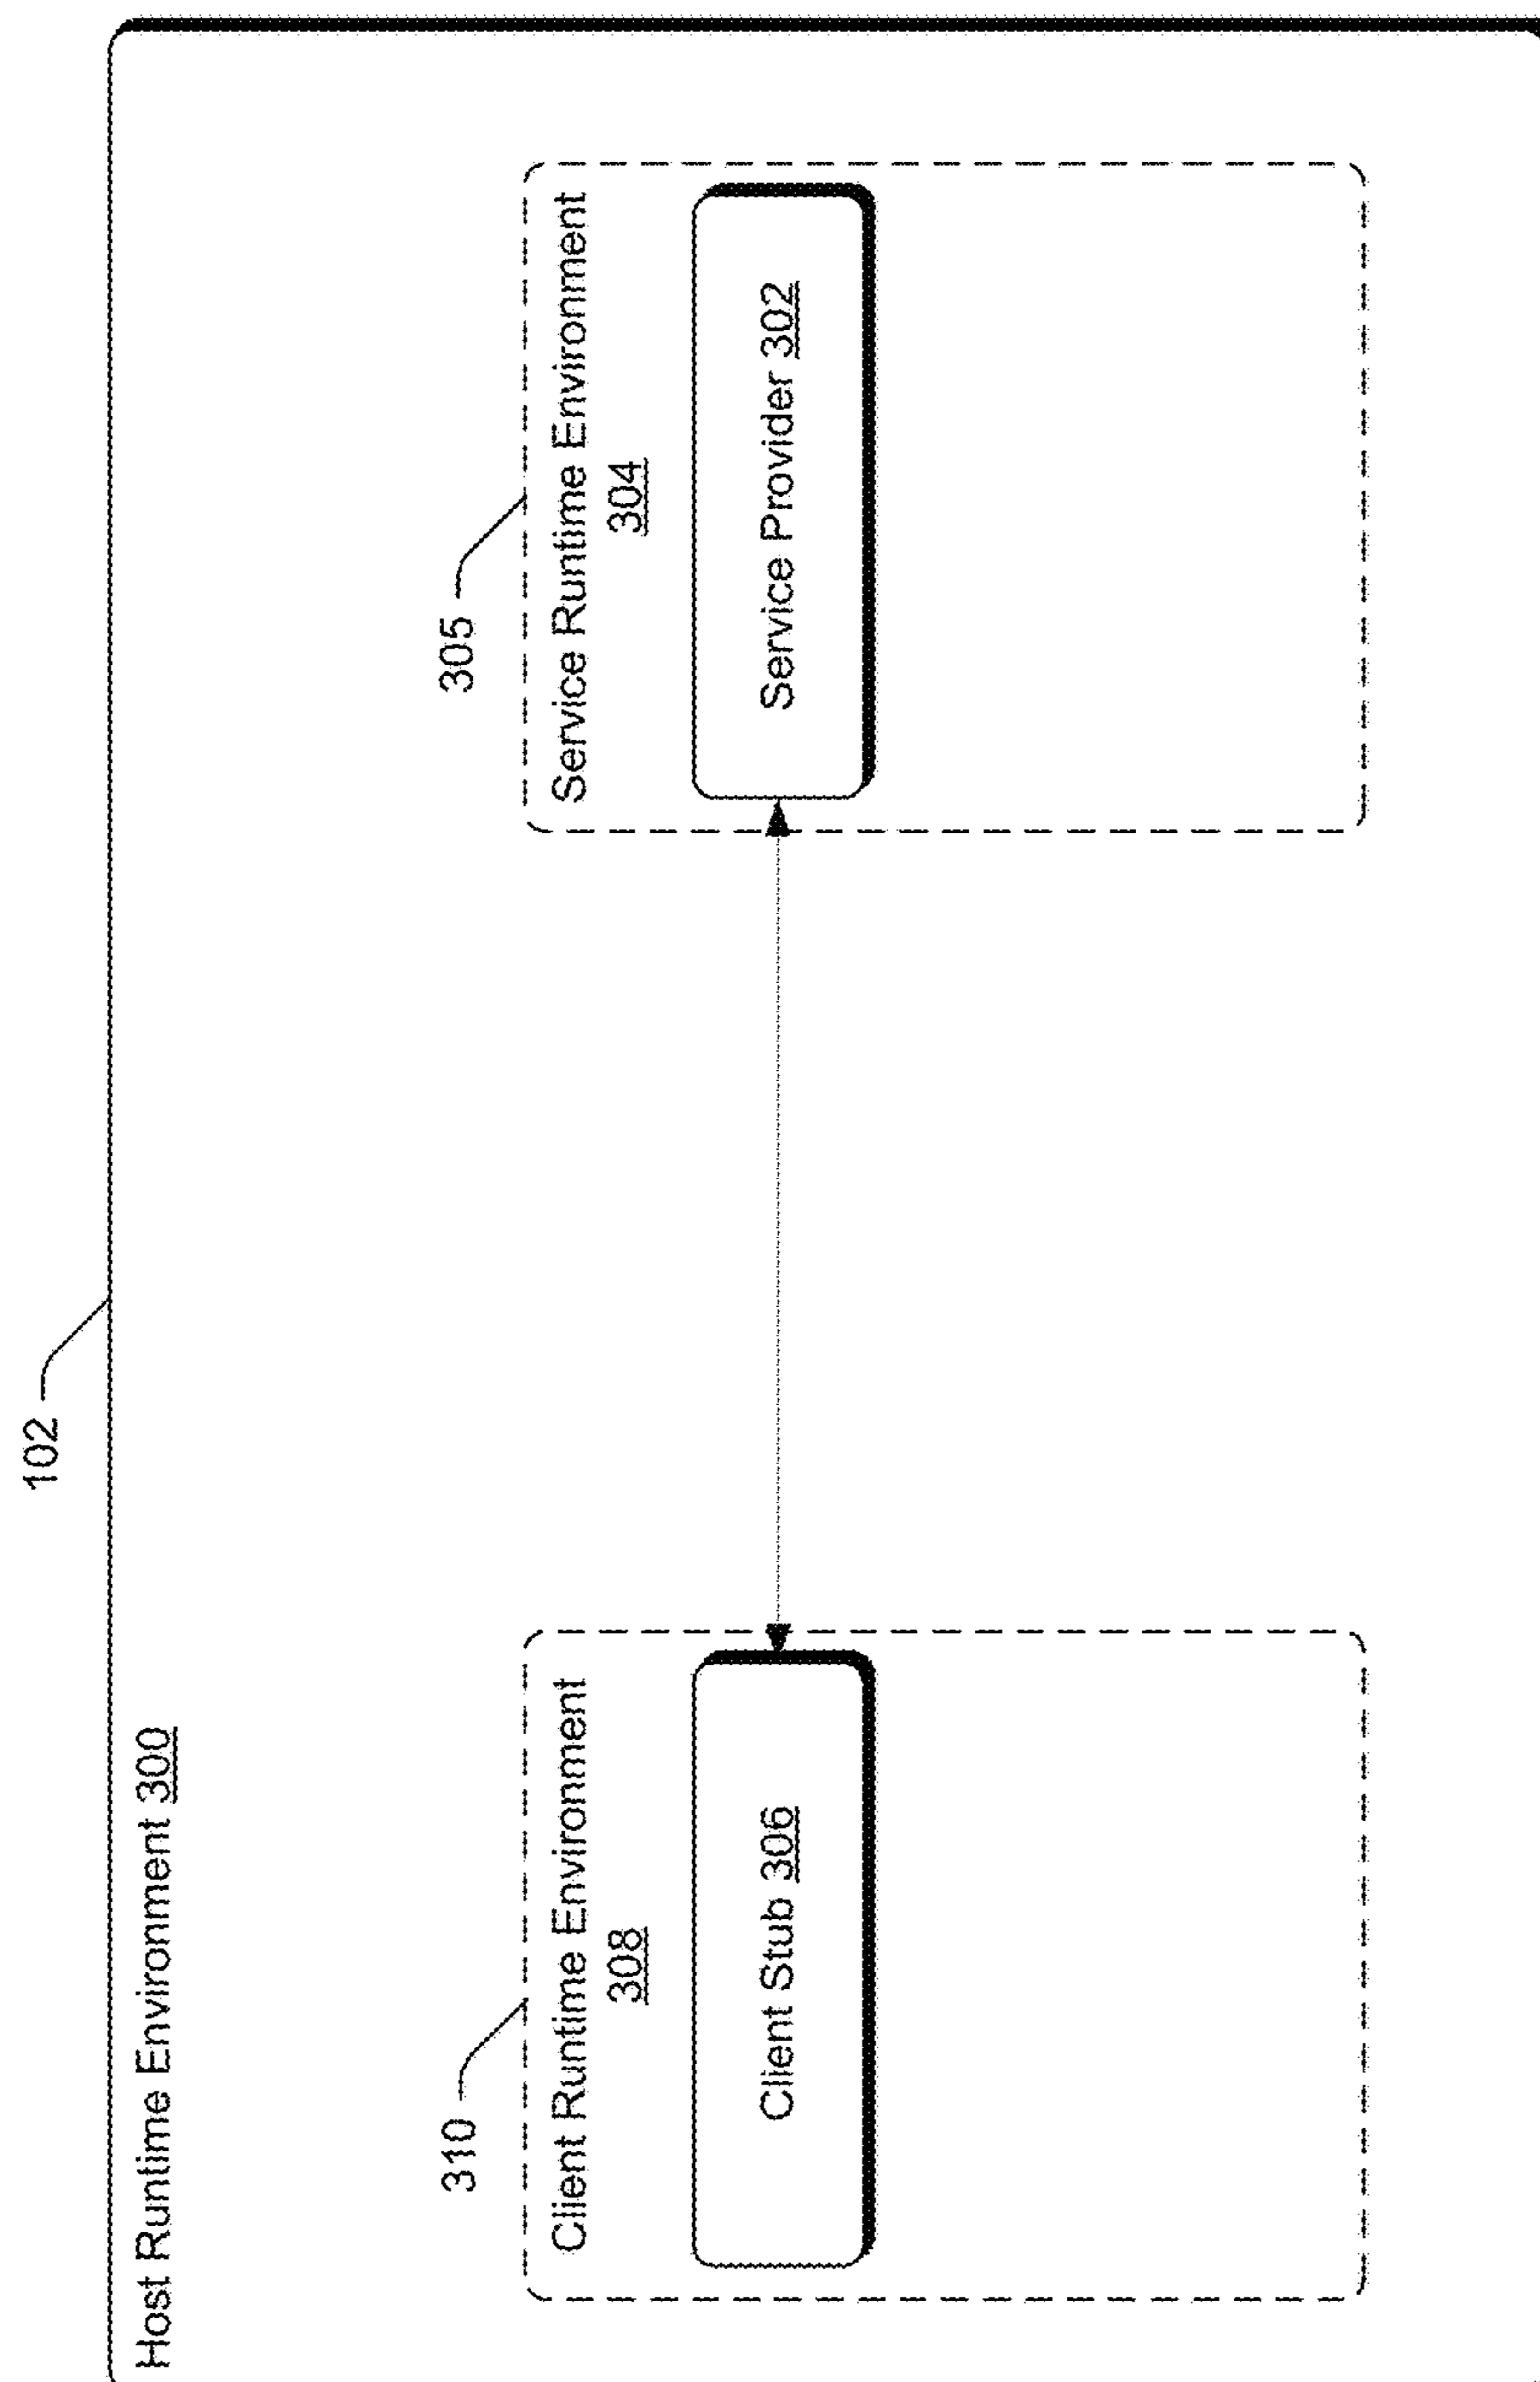 102
Host Runtime Environment 300
310
Client Runtime Environment
308
Client Stub 306
305
Service Runtime Environment
304
Service Provider 302